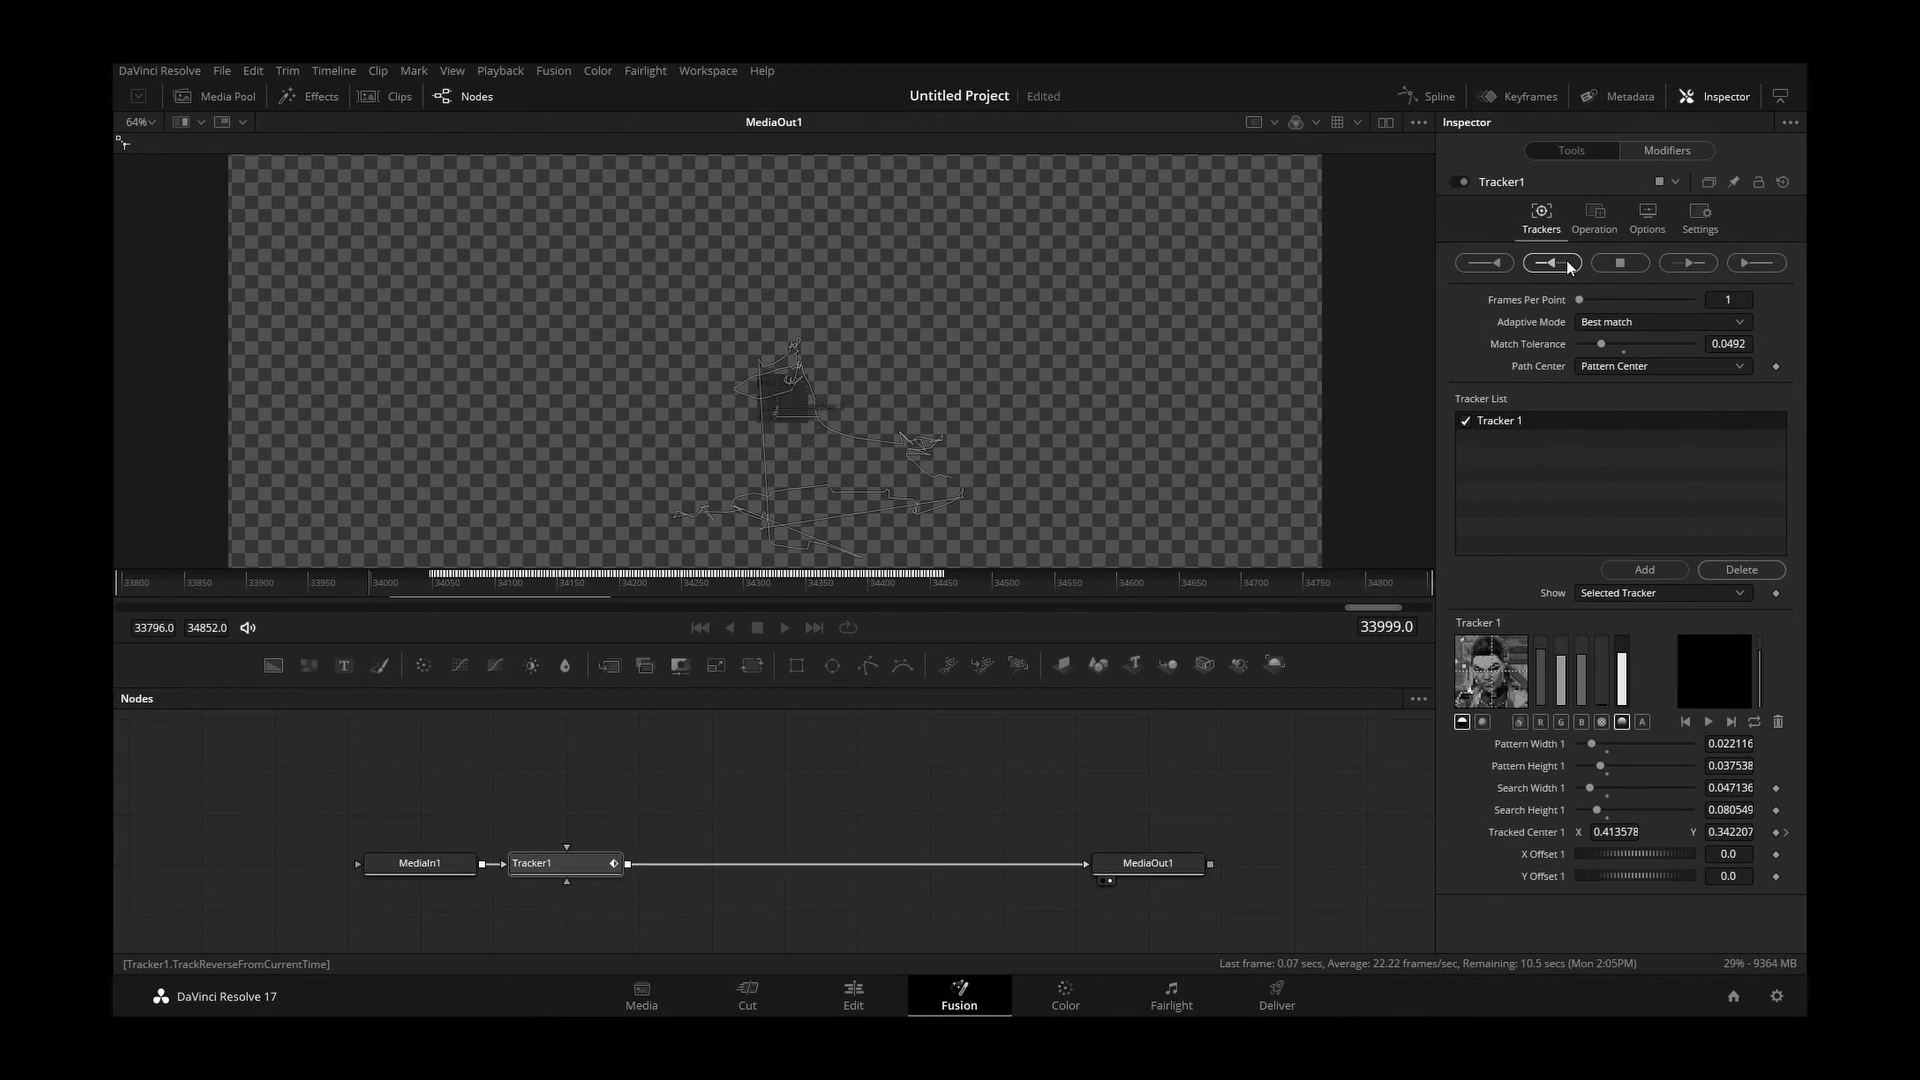 DaVinci Resolve File Edit Trim Timeline Clip Mark View Playback Fusion Color Fairlight Workspace Help
Media Pool Effects Clips Nodes Untitled Project Edited Spline Keyframes Metadata Inspector
64% MediaOut1 Inspector
Tools Modifiers
Tracker1
Trackers Operation Options Settings
Frames Per Point 1
Adaptive Mode Best match
Match Tolerance 0.0492
Path Center Pattern Center
Tracker List
Tracker 1
Add Delete
Show Selected Tracker
33800 33850 33900 33950 34000 34050 34100 34150 34200 34250 34300 34350 34400 34450 34500 34550 34600 34650 34700 34750 34800
33796.0 34852.0 33999.0
T
Nodes
Tracker 1
R G B A
Pattern Width 1 0.022116
Pattern Height 1 0.037538
Search Width 1 0.047136
Search Height 1 0.080549
Tracked Center 1 X 0.413578 Y 0.342207
X Offset 1 0.0
Y Offset 1 0.0
MediaIn1 Tracker1 MediaOut1
[Tracker1.TrackReverseFromCurrentTime] Last frame: 0.07 secs, Average: 22.22 frames/sec, Remaining: 10.5 secs (Mon 2:05PM) 29% - 9364 MB
DaVinci Resolve 17 Media Cut Edit Fusion Color Fairlight Deliver